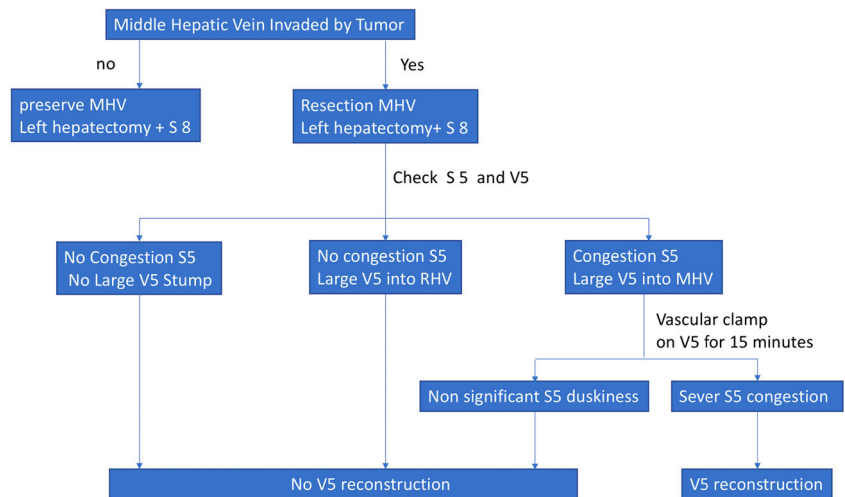 Middle Hepatic Vein Invaded by Tumor
no
Yes
preserve MHV
Left hepatectomy + S 8
Resection MHV
Left hepatectomy+ S 8
Check S 5 and V5
No Congestion S5
No Large V5 Stump
No congestion S5
Large V5 into RHV
Congestion S5
Large V5 into MHV
Vascular clamp
on V5 for 15 minutes
Non significant S5 duskiness
Sever S5 congestion
No V5 reconstruction
V5 reconstruction